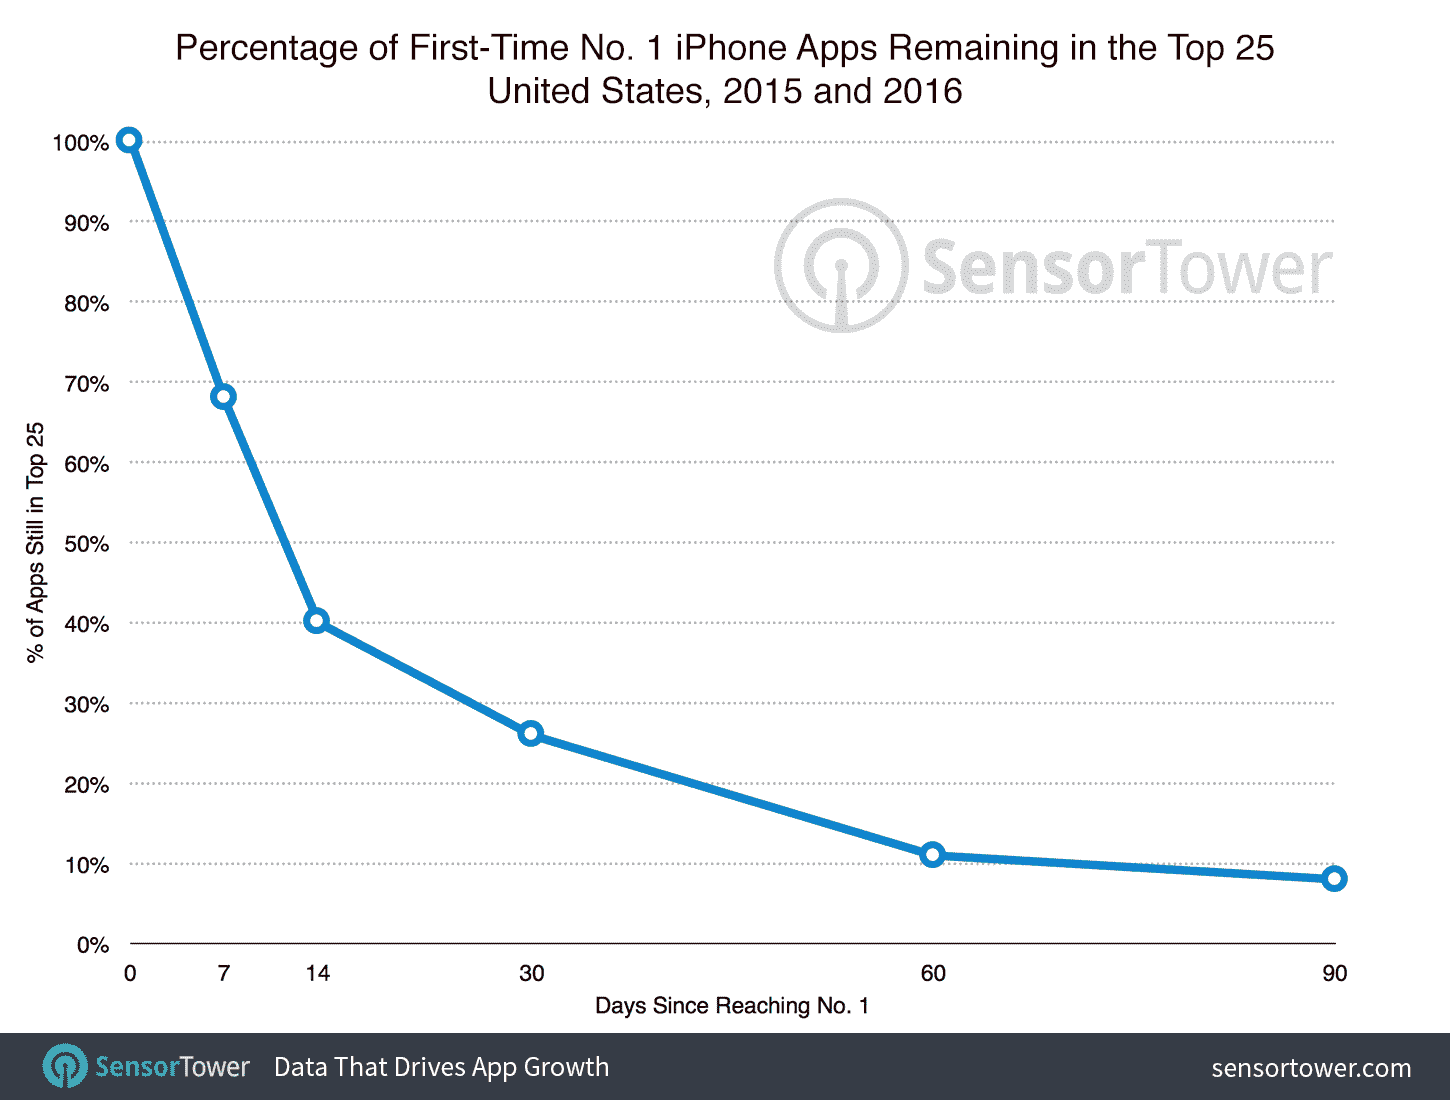 Percentage of First-Time No. 1 iPhone Apps Remaining in the Top 25
United States, 2015 and 2016
SensorTower
% of Apps Still in Top 25
100%
90%
80%
70%
60%
50%
40%
30%
20%
10%
0%
0 7 14 30 60 90
Days Since Reaching No. 1
SensorTower Data That Drives App Growth sensortower.com